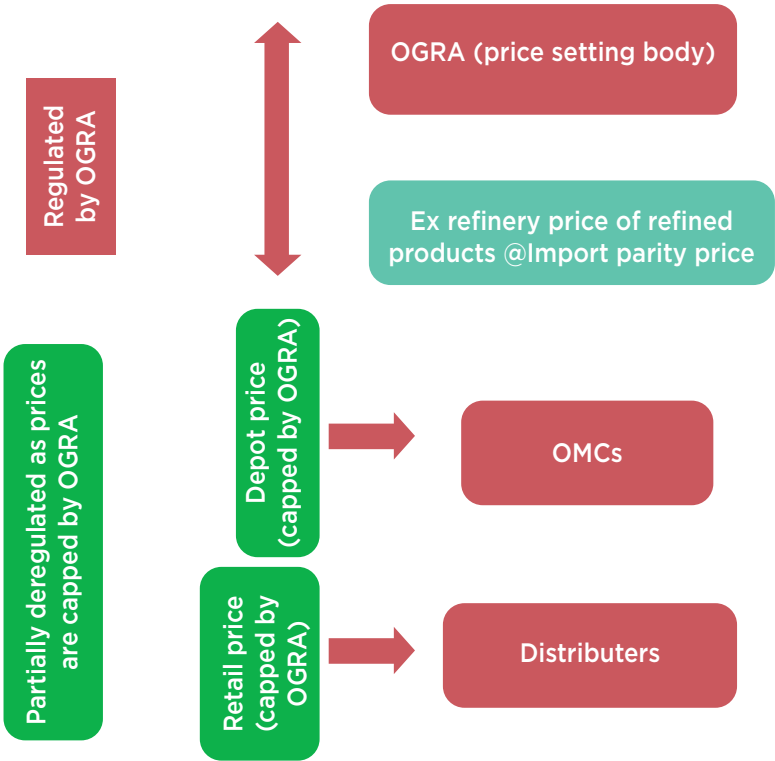 OGRA (price setting body)
Regulated
by OGRA
Ex refinery price of refined
products @Import parity price
Partially deregulated as prices
are capped by OGRA
Depot price
(capped by OGRA)
OMCs
Retail price
(capped by
OGRA)
Distributers